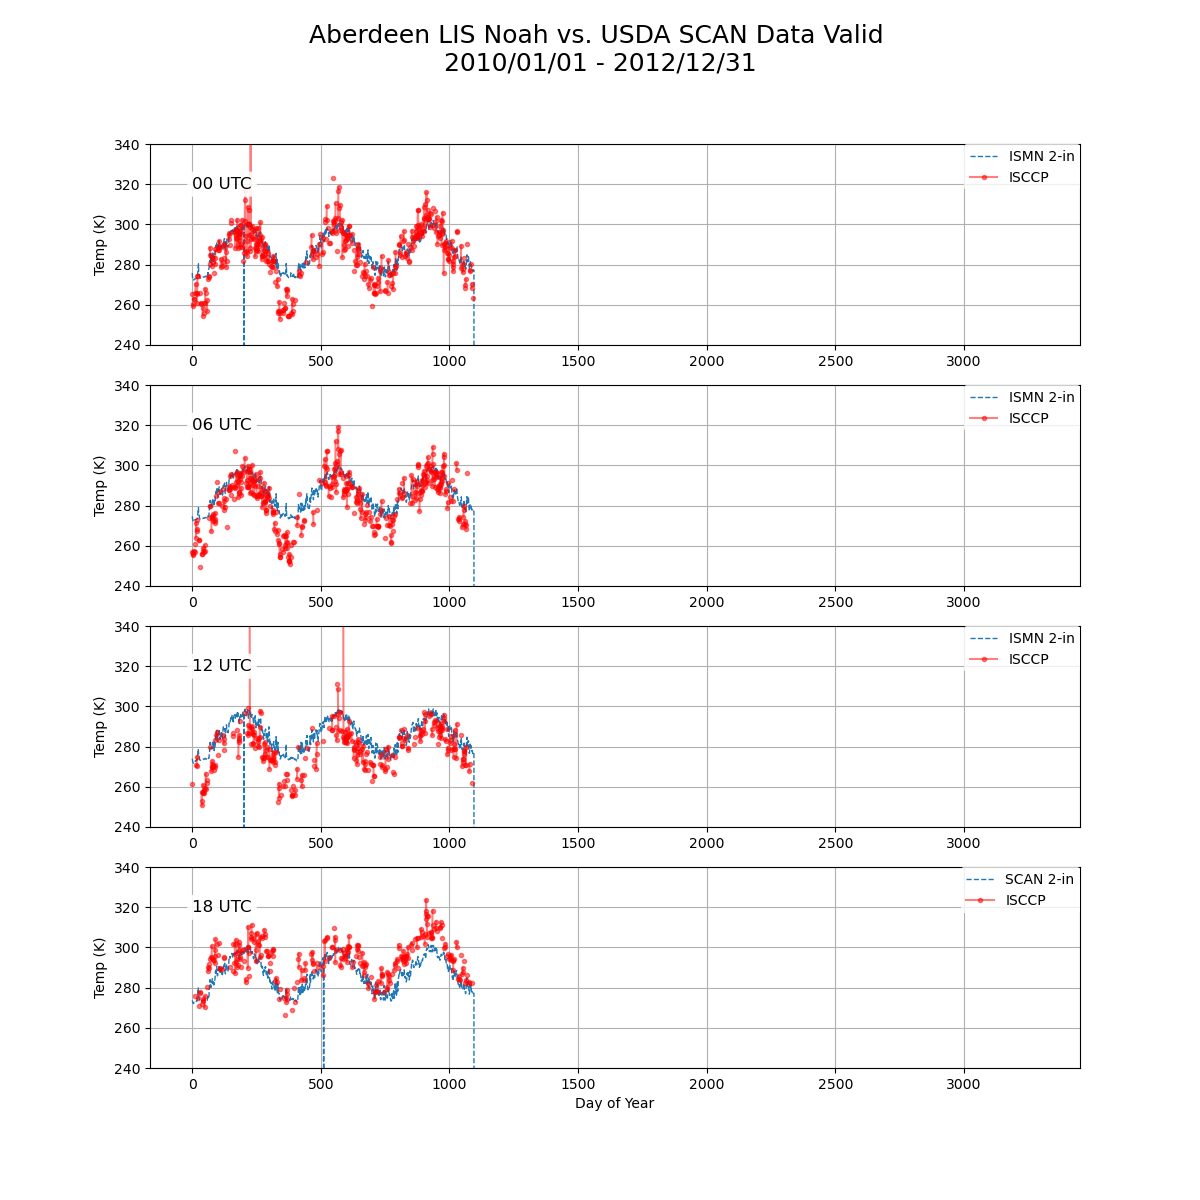 Aberdeen LIS Noah vs. USDA SCAN Data Valid
2010/01/01 - 2012/12/31
340
320
300
280
260
240
Temp (K)
00 UTC
ISMN 2-in
ISCCP
0 500 1000 1500 2000 2500 3000
340
320
300
280
260
240
Temp (K)
06 UTC
ISMN 2-in
ISCCP
0 500 1000 1500 2000 2500 3000
340
320
300
280
260
240
Temp (K)
12 UTC
ISMN 2-in
ISCCP
0 500 1000 1500 2000 2500 3000
340
320
300
280
260
240
Temp (K)
18 UTC
SCAN 2-in
ISCCP
0 500 1000 1500 2000 2500 3000
Day of Year